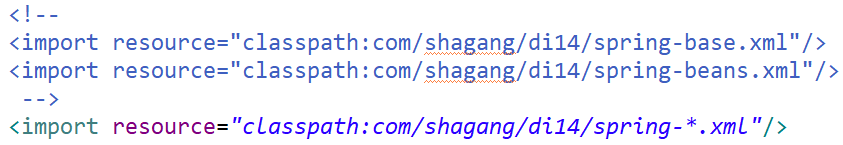 <!--
<import resource="classpath:com/shagang/di14/spring-base.xml"/>
<import resource="classpath:com/shagang/di14/spring-beans.xml"/>
-->
<import resource="classpath:com/shagang/di14/spring-*.xml"/>